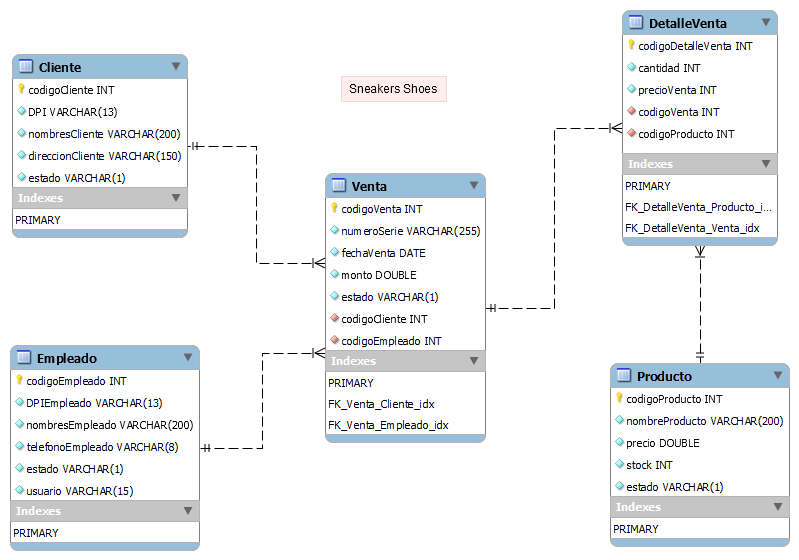 Cliente
codigoCliente INT
DPI VARCHAR(13)
nombresCliente VARCHAR(200)
direccionCliente VARCHAR(150)
estado VARCHAR(1)
Indexes
PRIMARY
Sneakers Shoes
Empleado
codigoEmpleado INT
DPIEmpleado VARCHAR(13)
nombresEmpleado VARCHAR(200)
telefonoEmpleado VARCHAR(8)
estado VARCHAR(1)
usuario VARCHAR(15)
Indexes
PRIMARY
Venta
codigoVenta INT
numeroSerie VARCHAR(255)
fechaVenta DATE
monto DOUBLE
estado VARCHAR(1)
codigoCliente INT
codigoEmpleado INT
Indexes
PRIMARY
FK_Venta_Cliente_idx
FK_Venta_Empleado_idx
DetalleVenta
codigoDetalleVenta INT
cantidad INT
precioVenta INT
codigoVenta INT
codigoProducto INT
Indexes
PRIMARY
FK_DetalleVenta_Producto_i...
FK_DetalleVenta_Venta_idx
Producto
codigoProducto INT
nombreProducto VARCHAR(200)
precio DOUBLE
stock INT
estado VARCHAR(1)
Indexes
PRIMARY